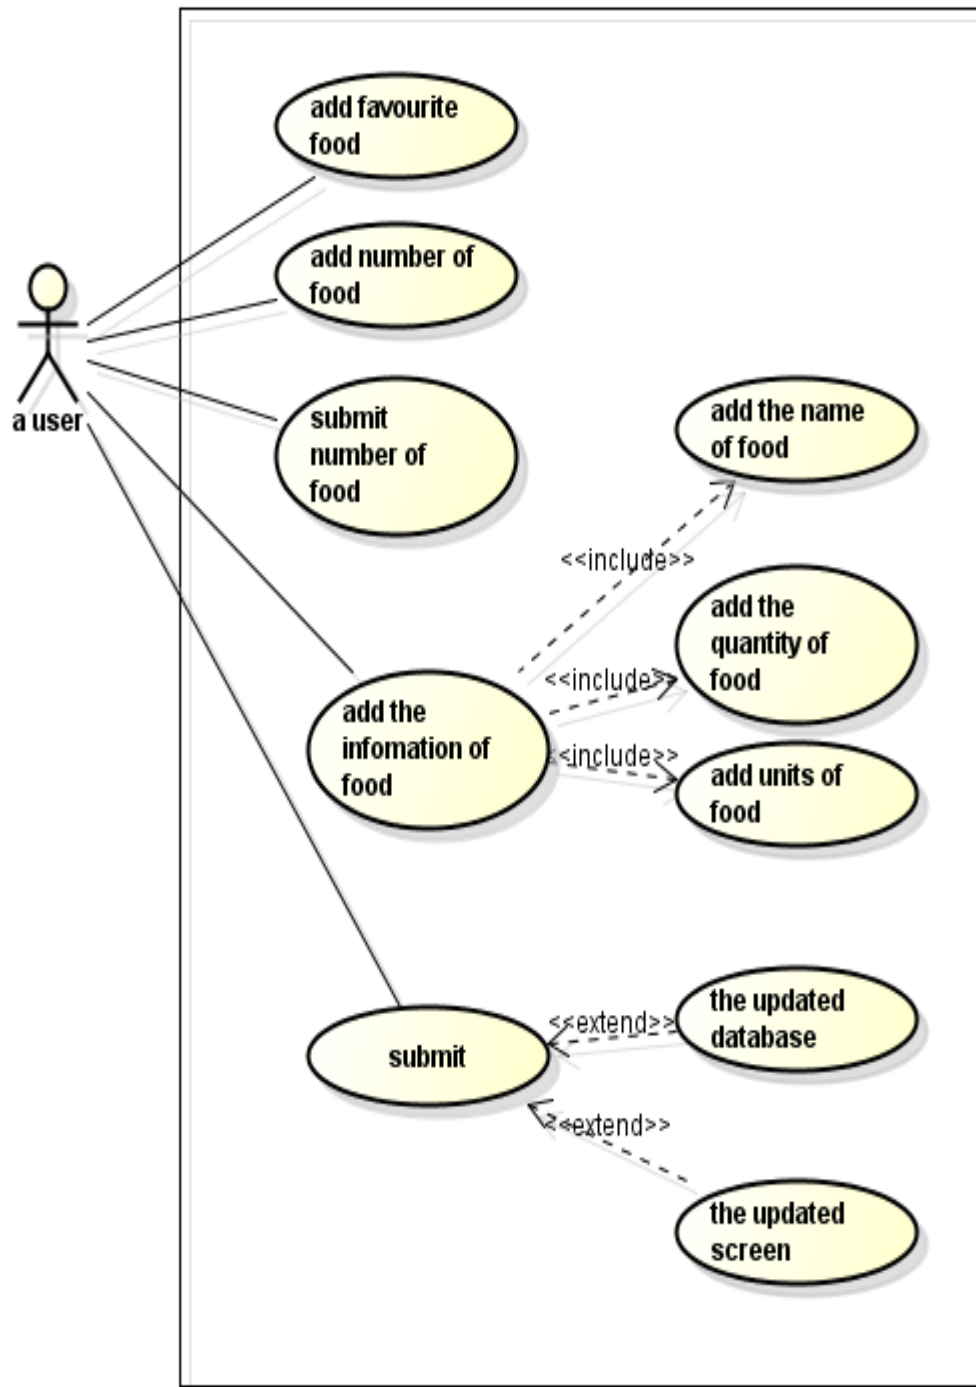 add favourite
food
add number of
food
a user
submit
number of
food
add the name
of food
<<include>>
add the
quantity of
food
<<include>>
add the
infomation of
food
<<include>>
add units of
food
the updated
database
<<extend>>
submit
<<extend>>
the updated
screen